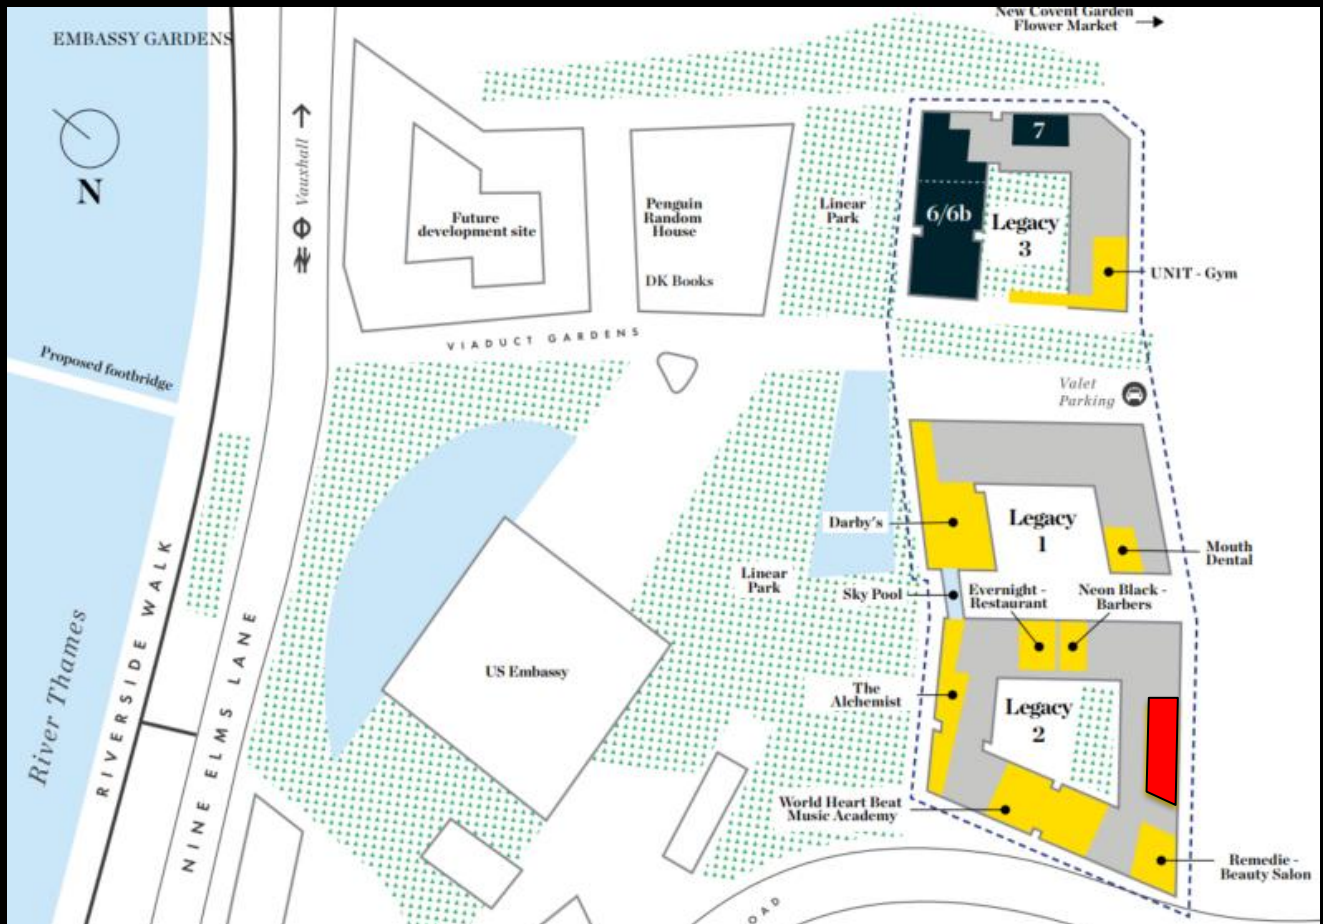 New Covent Garden
Flower Market
EMBASSY GARDENS
N
Vauxhall
Future
development site
Penguin
Random
House
DK Books
Linear
Park
7
6/6b
Legacy
3
UNIT - Gym
VIADUCT GARDENS
Proposed footbridge
Valet
Parking
Darby's
Legacy
1
Mouth
Dental
Linear
Park
Sky Pool
Evernight -
Restaurant
Neon Black -
Barbers
River Thames
RIVERSIDE WALK
NINE ELMS LANE
US Embassy
The
Alchemist
Legacy
2
World Heart Beat
Music Academy
Remedie -
Beauty Salon
OAD